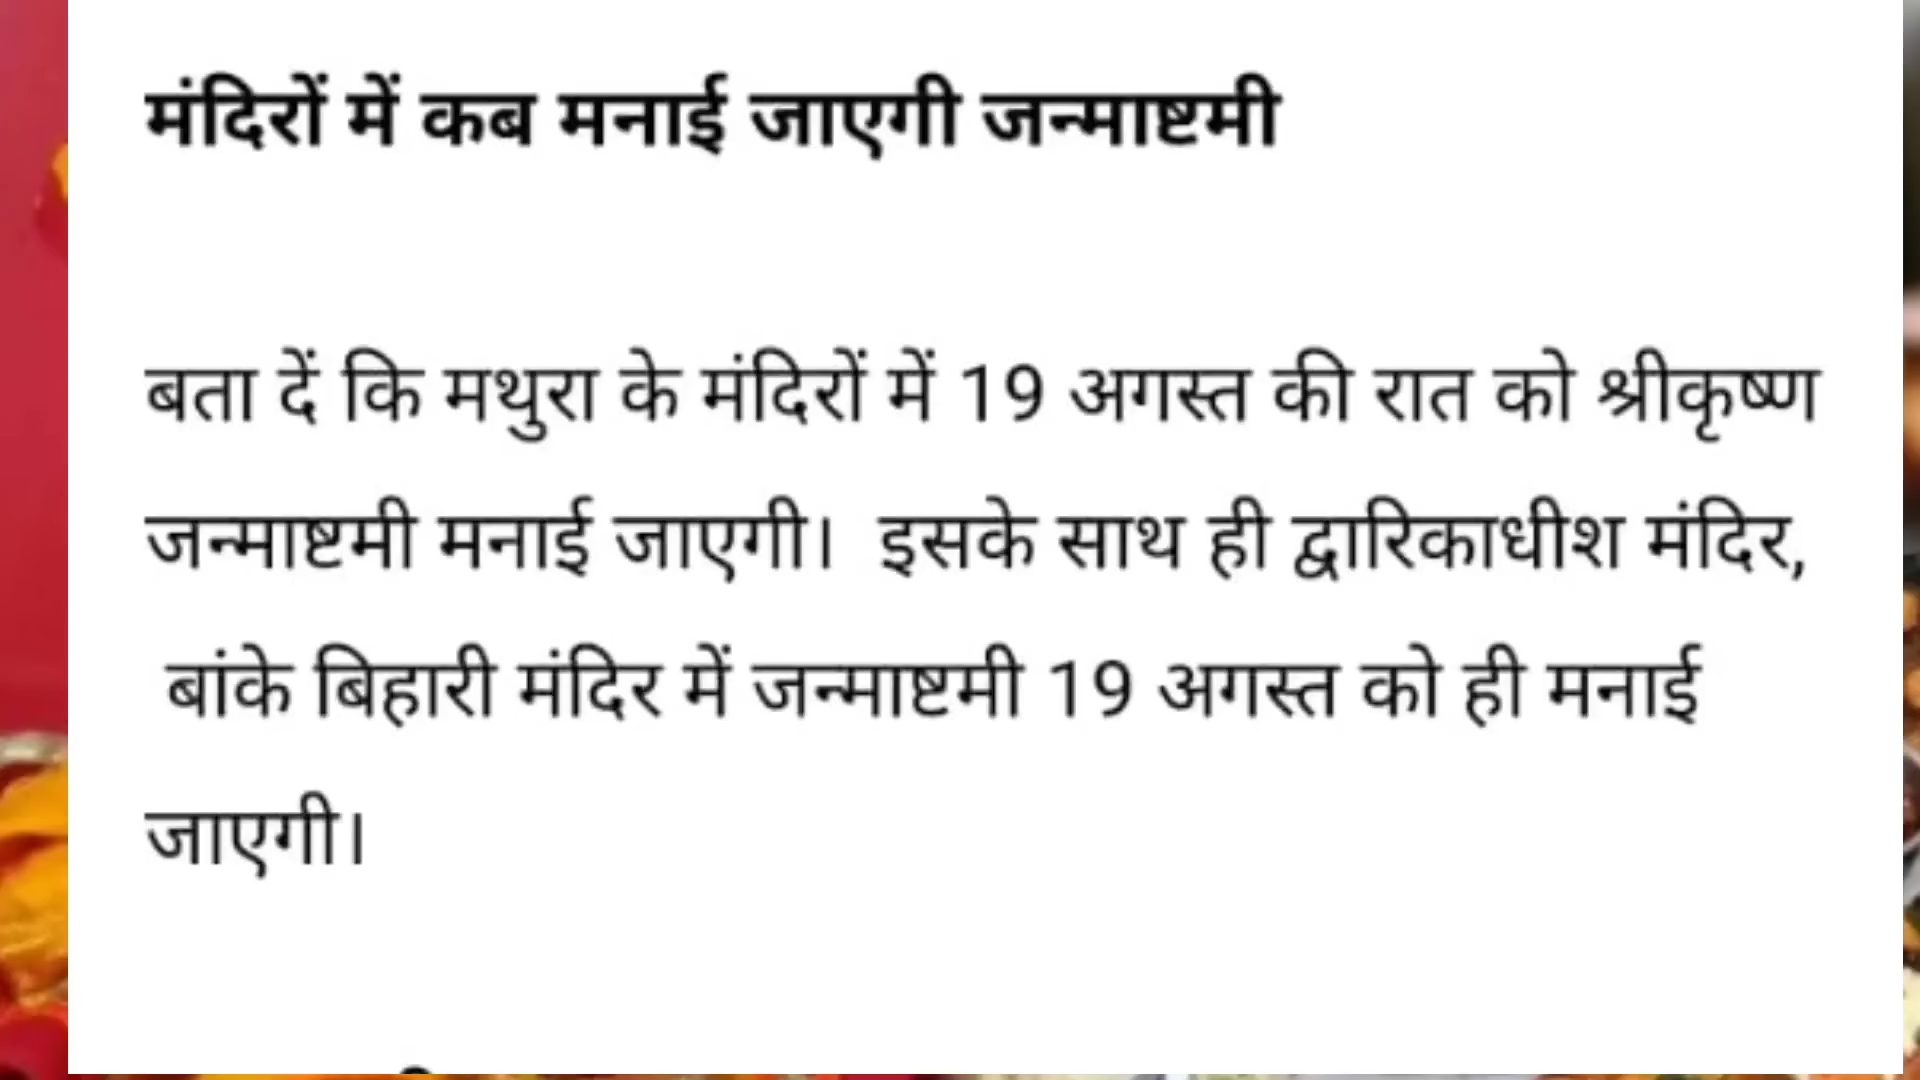 मंदिरों में कब मनाई जाएगी जन्माष्टमी
बता दें कि मथुरा के मंदिरों में 19 अगस्त की रात को श्रीकृष्ण
जन्माष्टमी मनाई जाएगी। इसके साथ ही द्वारिकाधीश मंदिर,
बांके बिहारी मंदिर में जन्माष्टमी 19 अगस्त को ही मनाई
जाएगी।